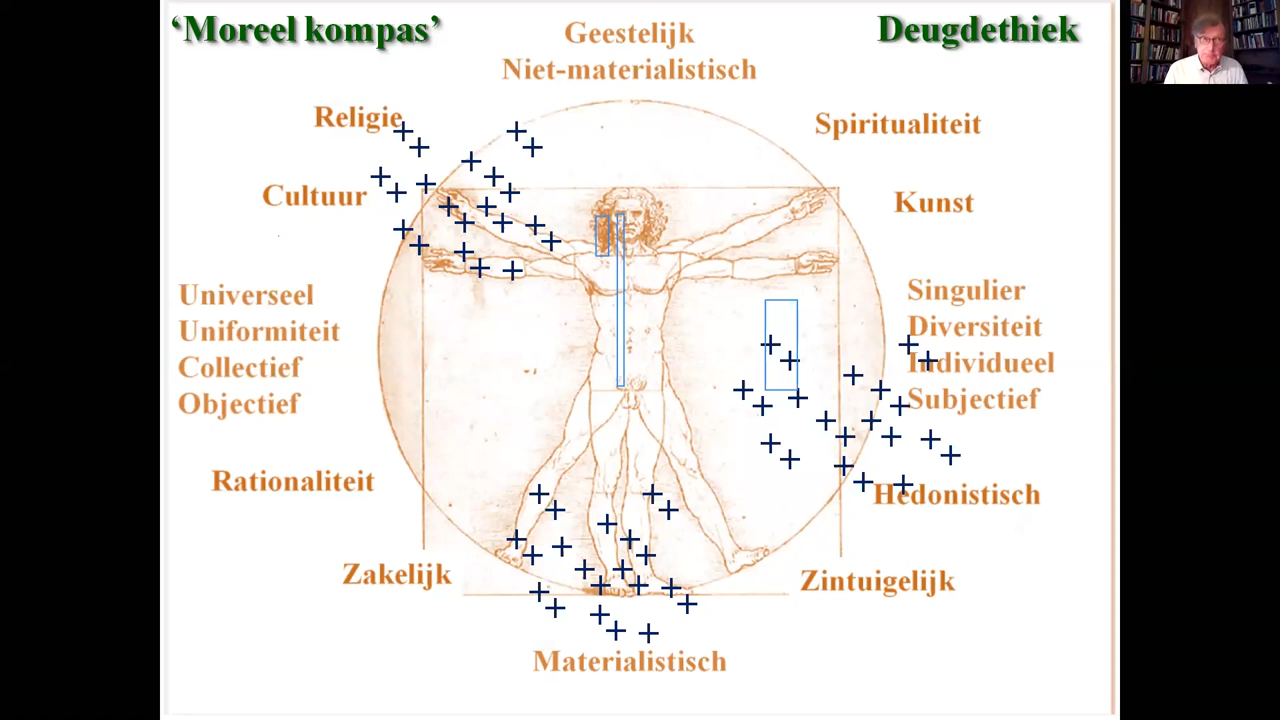 ‘Moreel kompas’
Geestelijk
Niet-materialistisch
Deugdethiek
Religie
Spiritualiteit
Cultuur
Kunst
Universeel
Uniformiteit
Collectief
Objectief
Singulier
Diversiteit
Individueel
Subjectief
Rationaliteit
Hedonistisch
Zakelijk
Zintuigelijk
Materialistisch